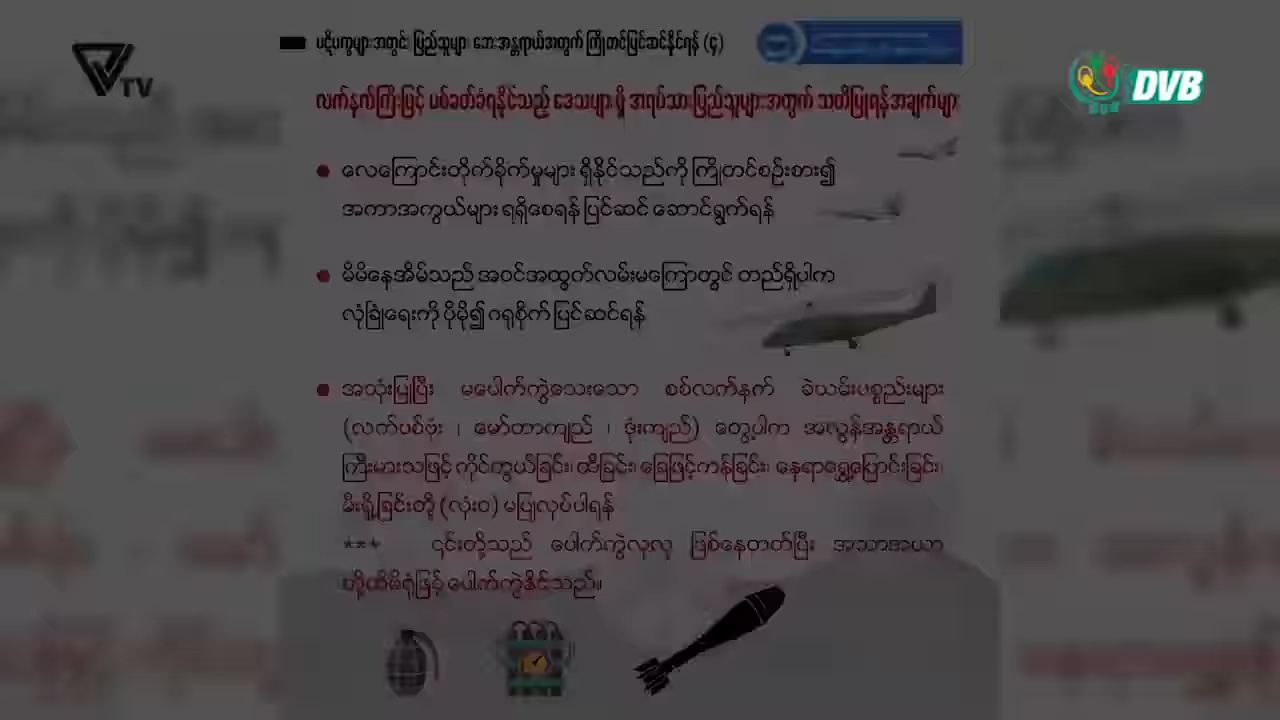 ပဋိပက္ခများအတွင်း ပြည်သူများ ဘေးအန္တရာယ်အတွက် ကြိုတင်ပြင်ဆင်နိုင်ရန် (၄)
TV
DVB
လက်နက်ကြီးဖြင့် ပစ်ခတ်ခံရနိုင်သည့် ဒေသများရှိ အရပ်သားပြည်သူများအတွက် သတိပြုရန်အချက်များ
● လေကြောင်းတိုက်ခိုက်မှုများ ရှိနိုင်သည်ကို ကြိုတင်စဉ်းစား၍
အကာအကွယ်များ ရရှိစေရန် ပြင်ဆင် ဆောင်ရွက်ရန်
● မိမိနေအိမ်သည် အဝင်အထွက်လမ်းမကြောတွင် တည်ရှိပါက
လုံခြုံရေးကို ပိုမို၍ ဂရုစိုက် ပြင်ဆင်ရန်
● အသုံးပြုပြီး မပေါက်ကွဲသေးသော စစ်လက်နက် ခဲယမ်းပစ္စည်းများ
(လက်ပစ်ဗုံး ၊ မော်တာကျည် ၊ ဒုံးကျည်) တွေ့ပါက အလွန်အန္တရာယ်
ကြီးမားသဖြင့် ကိုင်တွယ်ခြင်း၊ ထိခြင်း၊ ခြေဖြင့်ကန်ခြင်း၊ နေရာရွှေ့ပြောင်းခြင်း၊
မီးရှို့ခြင်းတို့ (လုံးဝ) မပြုလုပ်ပါရန်
*** ၎င်းတို့သည် ပေါက်ကွဲလုလု ဖြစ်နေတတ်ပြီး အသာအယာ
တို့ထိမိရုံဖြင့် ပေါက်ကွဲနိုင်သည်။